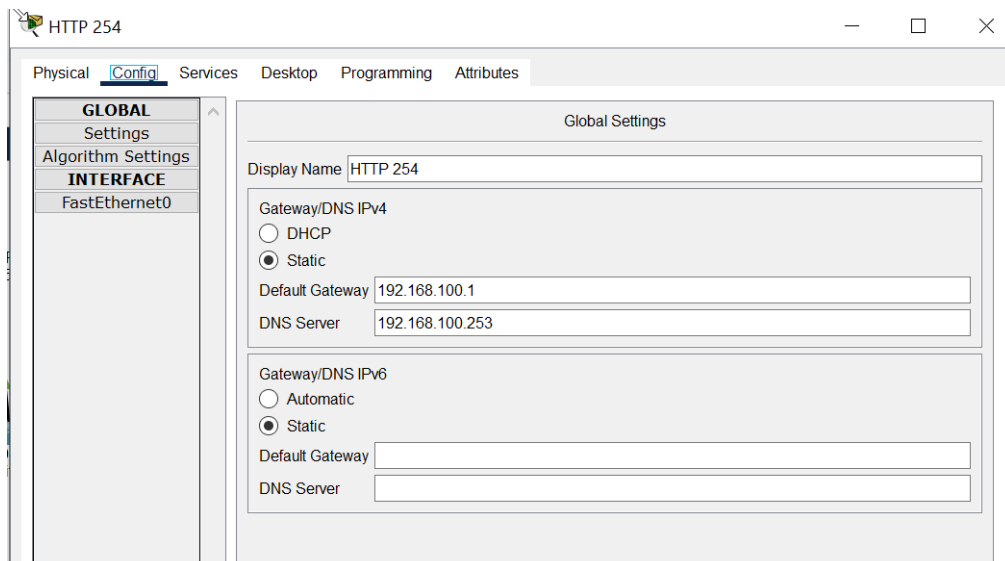 HTTP 254
Physical Config Services Desktop Programming Attributes
GLOBAL
Settings
Algorithm Settings
INTERFACE
FastEthernet0
Global Settings
Display Name HTTP 254
Gateway/DNS IPv4
DHCP
Static
Default Gateway 192.168.100.1
DNS Server 192.168.100.253
Gateway/DNS IPv6
Automatic
Static
Default Gateway
DNS Server